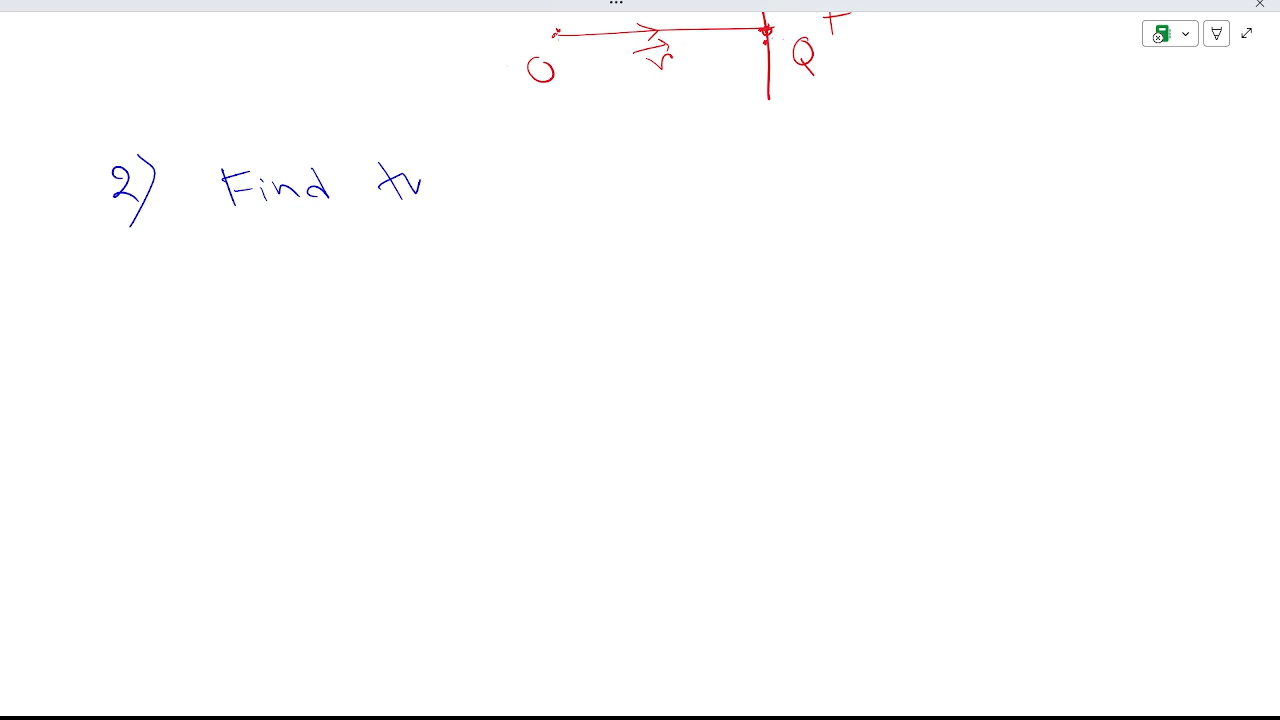 O r⃗ Q
2) Find